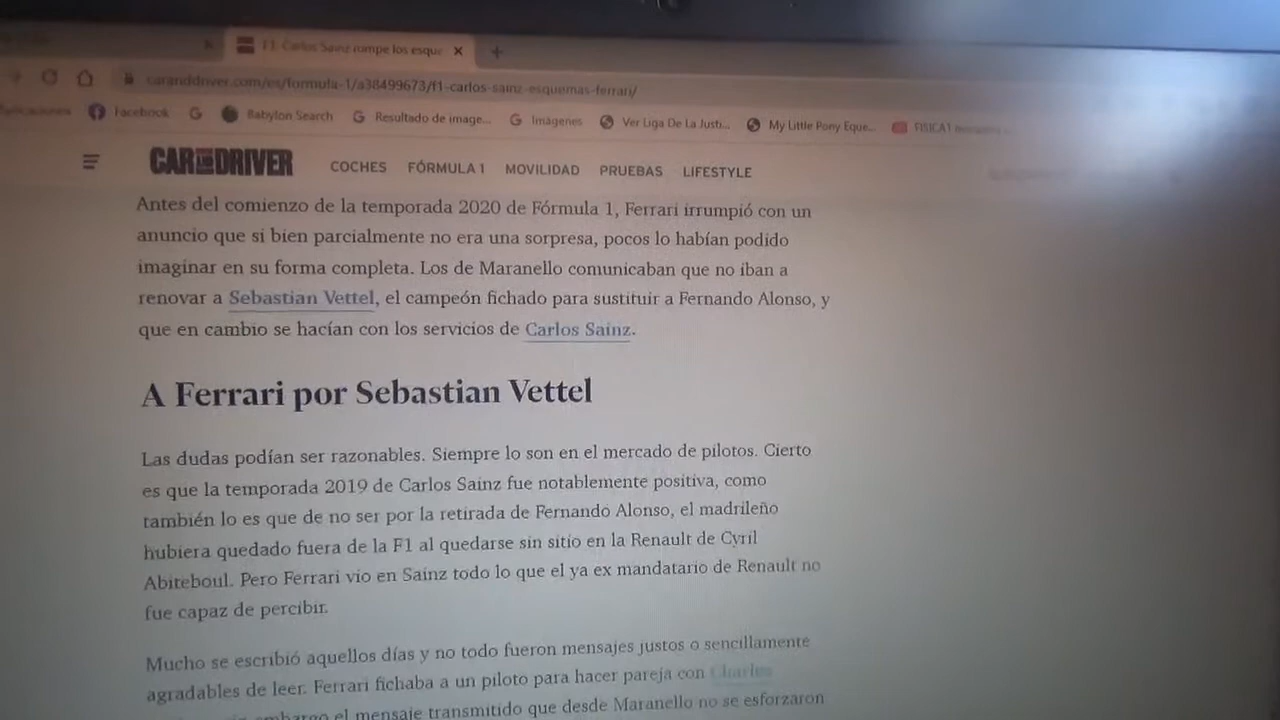 F1: Carlos Sainz rompe los esque
caranddriver.com/es/formula-1/a38499673/f1-carlos-sainz-esquemas-ferrari/
Facebook Babylon Search Resultado de image... Imágenes Ver Liga De La Justi... My Little Pony Eque... FISICA1
CAR AND DRIVER COCHES FÓRMULA 1 MOVILIDAD PRUEBAS LIFESTYLE
Antes del comienzo de la temporada 2020 de Fórmula 1, Ferrari irrumpió con un
anuncio que si bien parcialmente no era una sorpresa, pocos lo habían podido
imaginar en su forma completa. Los de Maranello comunicaban que no iban a
renovar a Sebastian Vettel, el campeón fichado para sustituir a Fernando Alonso, y
que en cambio se hacían con los servicios de Carlos Sainz.
A Ferrari por Sebastian Vettel
Las dudas podían ser razonables. Siempre lo son en el mercado de pilotos. Cierto
es que la temporada 2019 de Carlos Sainz fue notablemente positiva, como
también lo es que de no ser por la retirada de Fernando Alonso, el madrileño
hubiera quedado fuera de la F1 al quedarse sin sitio en la Renault de Cyril
Abiteboul. Pero Ferrari vio en Sainz todo lo que el ya ex mandatario de Renault no
fue capaz de percibir.
Mucho se escribió aquellos días y no todo fueron mensajes justos o sencillamente
agradables de leer. Ferrari fichaba a un piloto para hacer pareja con Charles
embargo el mensaje transmitido que desde Maranello no se esforzaron